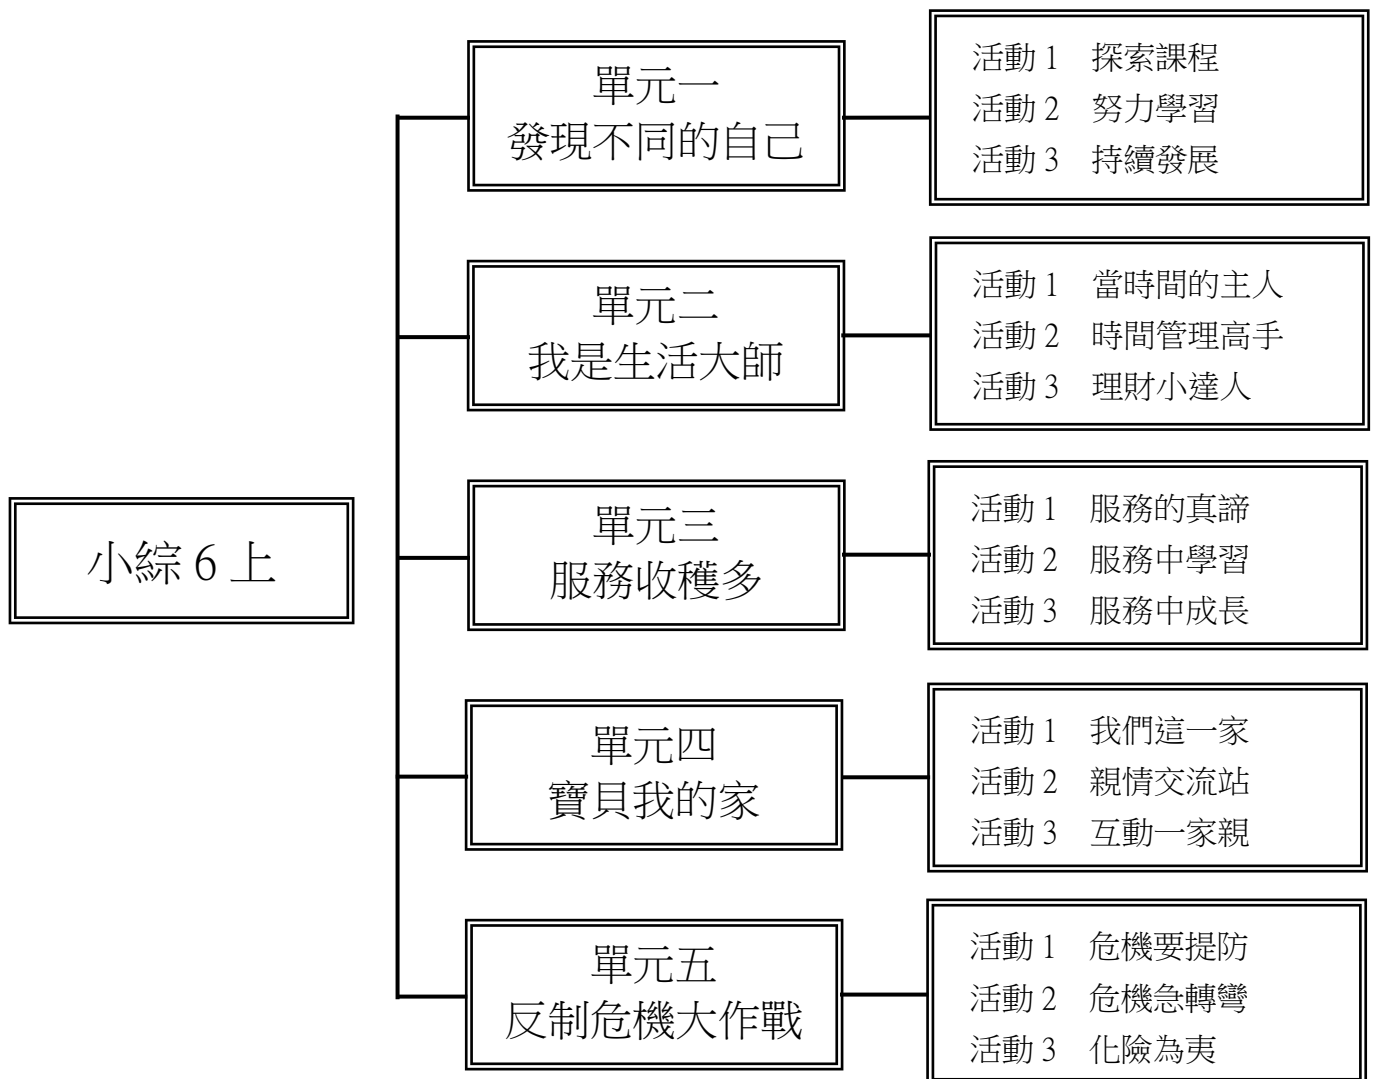 小綜 6 上
單元一
發現不同的自己
活動 1 探索課程
活動 2 努力學習
活動 3 持續發展
單元二
我是生活大師
活動 1 當時間的主人
活動 2 時間管理高手
活動 3 理財小達人
單元三
服務收穫多
活動 1 服務的真諦
活動 2 服務中學習
活動 3 服務中成長
單元四
寶貝我的家
活動 1 我們這一家
活動 2 親情交流站
活動 3 互動一家親
單元五
反制危機大作戰
活動 1 危機要提防
活動 2 危機急轉彎
活動 3 化險為夷